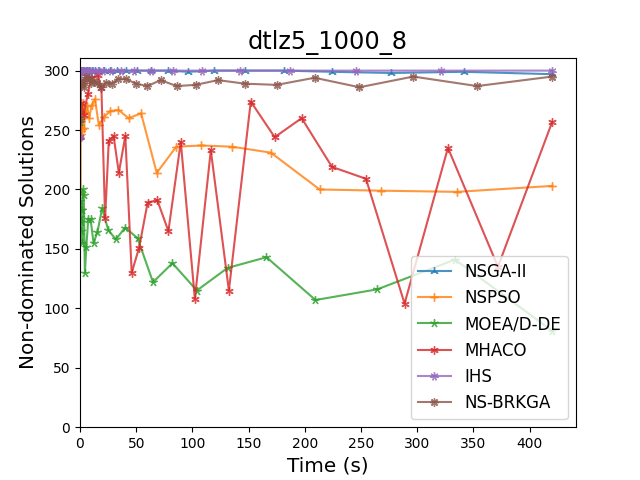 dtlz5_1000_8
Non-dominated Solutions
300
250
200
150
100
50
0
0 50 100 150 200 250 300 350 400
Time (s)
NSGA-II
NSPSO
MOEA/D-DE
MHACO
IHS
NS-BRKGA